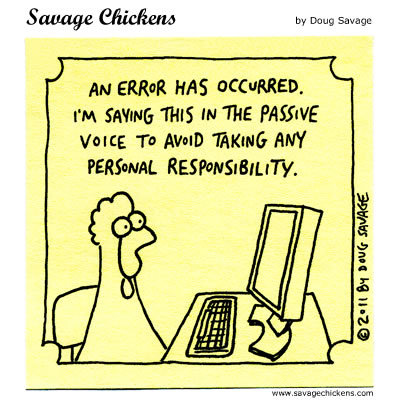 Savage Chickens
by Doug Savage
AN ERROR HAS OCCURRED.
I'M SAYING THIS IN THE PASSIVE
VOICE TO AVOID TAKING ANY
PERSONAL RESPONSIBILITY.
© 2011 BY DOUG SAVAGE
www.savagechickens.com